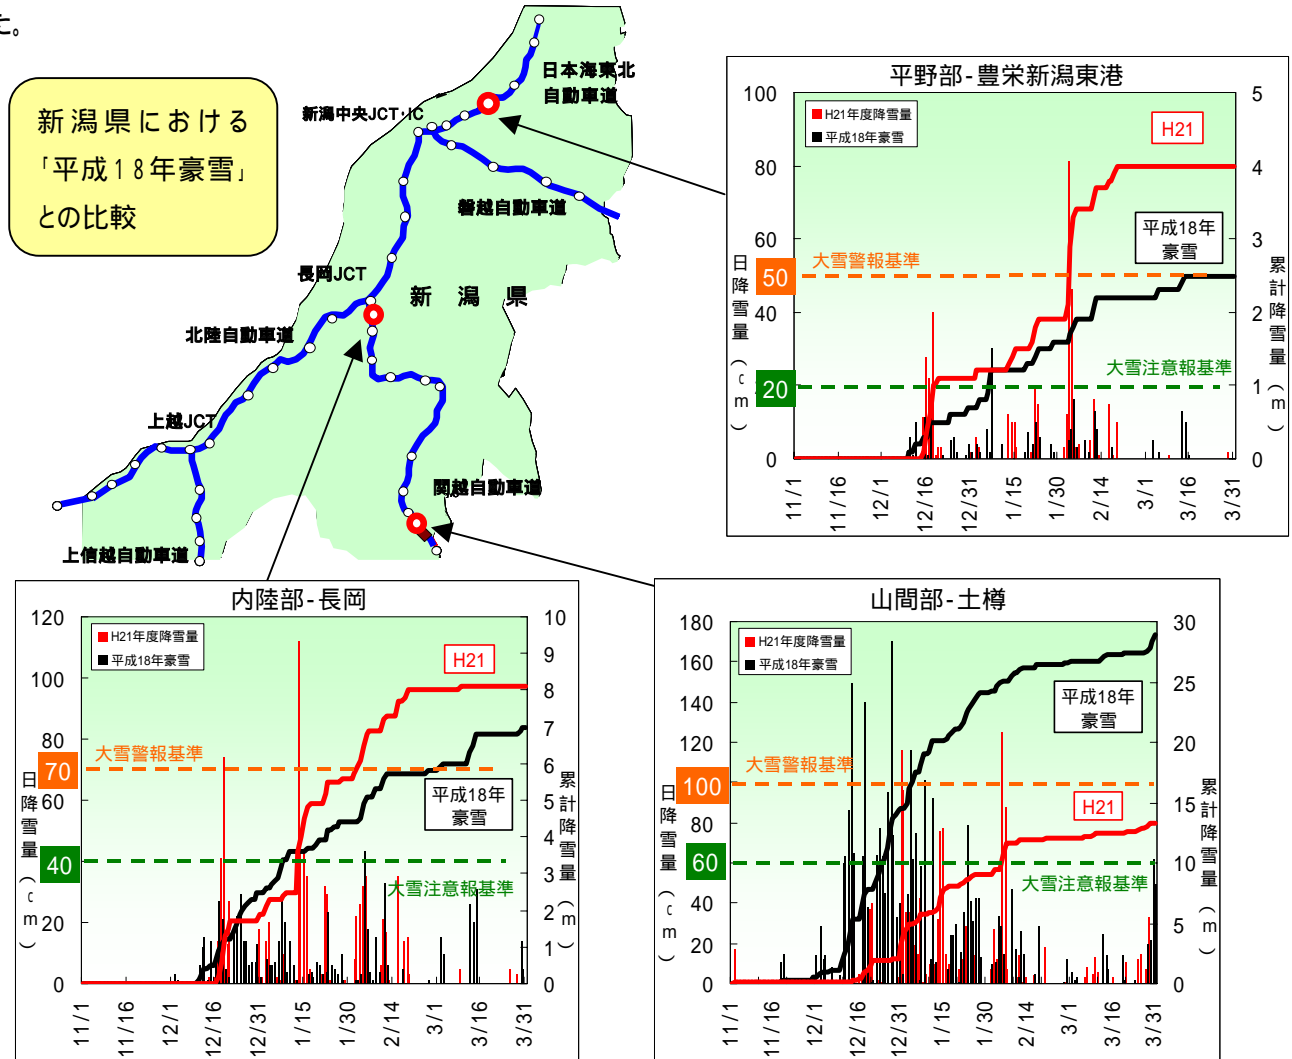 た。
新潟県における
「平成18年豪雪」
との比較
日本海東北
自動車道
新潟中央JCT・IC
磐越自動車道
長岡JCT
新潟県
北陸自動車道
上越JCT
関越自動車道
上信越自動車道
平野部-豊栄新潟東港
H21年度降雪量
平成18年豪雪
H21
平成18年
豪雪
大雪警報基準
大雪注意報基準
日降雪量(cm)
累計降雪量(m)
100
80
60
50
40
20
20
0
5
4
3
2
1
0
11/1
11/16
12/1
12/16
12/31
1/15
1/30
2/14
3/1
3/16
3/31
内陸部-長岡
H21年度降雪量
平成18年豪雪
H21
平成18年
豪雪
大雪警報基準
大雪注意報基準
日降雪量(cm)
累計降雪量(m)
120
100
80
70
60
40
20
0
10
9
8
7
6
5
4
3
2
1
0
11/1
11/16
12/1
12/16
12/31
1/15
1/30
2/14
3/1
3/16
3/31
山間部-土樽
H21年度降雪量
平成18年豪雪
平成18年
豪雪
H21
大雪警報基準
大雪注意報基準
日降雪量(cm)
累計降雪量(m)
180
160
140
120
100
80
60
40
20
0
30
25
20
15
10
5
0
11/1
11/16
12/1
12/16
12/31
1/15
1/30
2/14
3/1
3/16
3/31